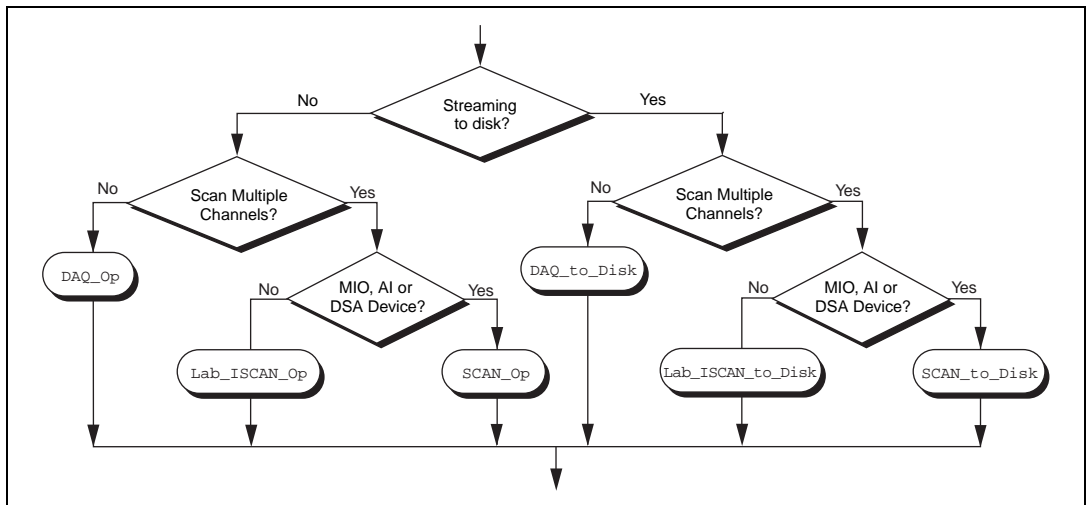 Streaming
to disk?
No
Yes
Scan Multiple
Channels?
No
Yes
Scan Multiple
Channels?
No
Yes
DAQ_Op
MIO, AI or
DSA Device?
No
Yes
DAQ_to_Disk
MIO, AI or
DSA Device?
No
Yes
Lab_ISCAN_Op
SCAN_Op
Lab_ISCAN_to_Disk
SCAN_to_Disk